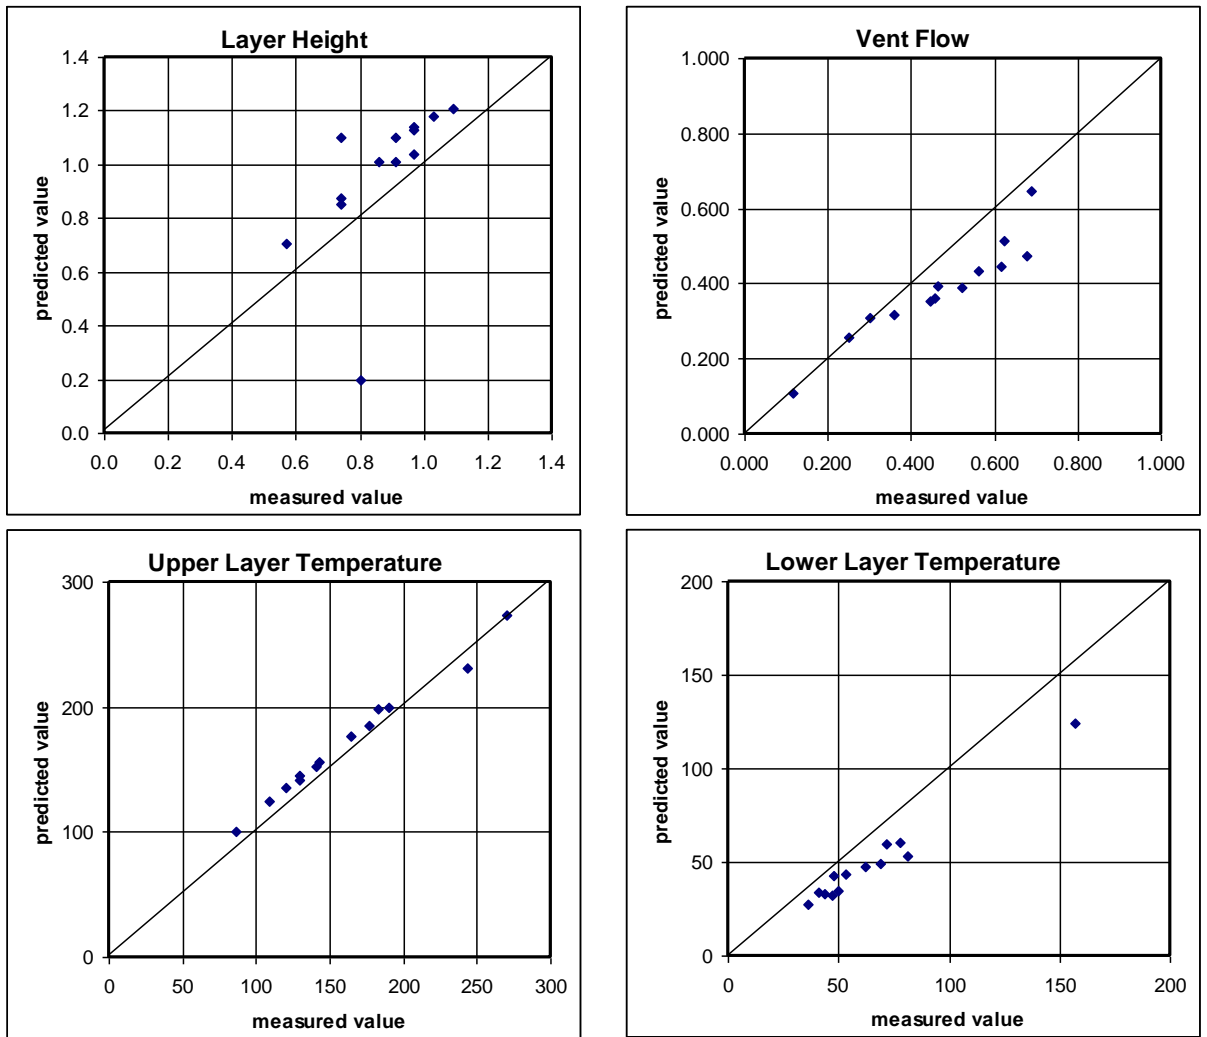 Layer Height
1.4
1.2
1.0
0.8
0.6
0.4
0.2
0.0
predicted value
0.0 0.2 0.4 0.6 0.8 1.0 1.2 1.4
measured value
Vent Flow
1.000
0.800
0.600
0.400
0.200
0.000
predicted value
0.000 0.200 0.400 0.600 0.800 1.000
measured value
Upper Layer Temperature
300
200
100
0
predicted value
0 50 100 150 200 250 300
measured value
Lower Layer Temperature
200
150
100
50
0
predicted value
0 50 100 150 200
measured value